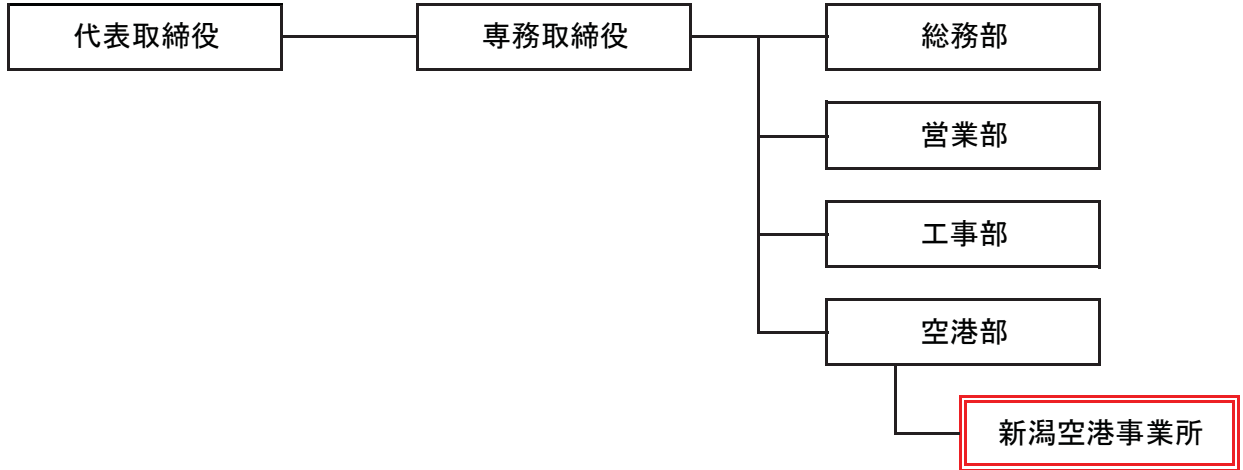 代表取締役
専務取締役
総務部
営業部
工事部
空港部
新潟空港事業所